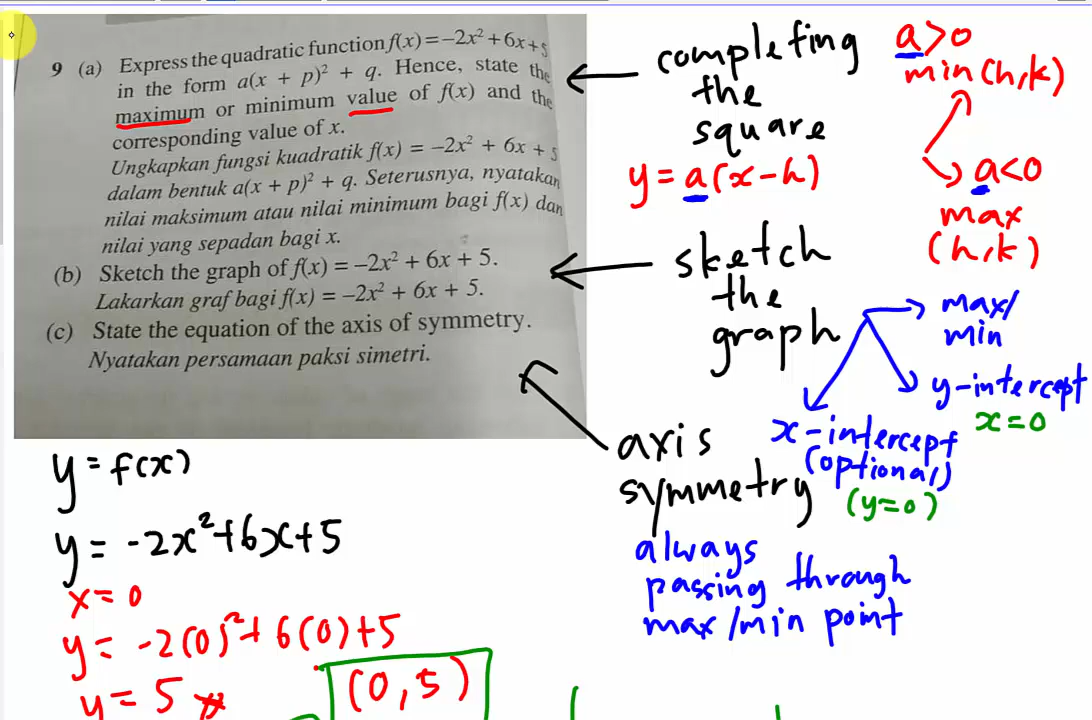 9 (a) Express the quadratic function f(x) = −2x² + 6x + 5
in the form a(x + p)² + q. Hence, state the
maximum or minimum value of f(x) and the
corresponding value of x.
Ungkapkan fungsi kuadratik f(x) = −2x² + 6x + 5
dalam bentuk a(x + p)² + q. Seterusnya, nyatakan
nilai maksimum atau nilai minimum bagi f(x) dan
nilai yang sepadan bagi x.
(b) Sketch the graph of f(x) = −2x² + 6x + 5.
Lakarkan graf bagi f(x) = −2x² + 6x + 5.
(c) State the equation of the axis of symmetry.
Nyatakan persamaan paksi simetri.
completing
the
square
y = a(x-h)
a>0
min(h,k)
a<0
max
(h,k)
sketch
the
graph
max/
min
y-intercept
x=0
x-intercept
(optional)
(y=0)
axis
symmetry
always
passing through
max/min point
y = f(x)
y = -2x²+6x+5
x = 0
y = -2(0)²+6(0)+5
y = 5
(0,5)